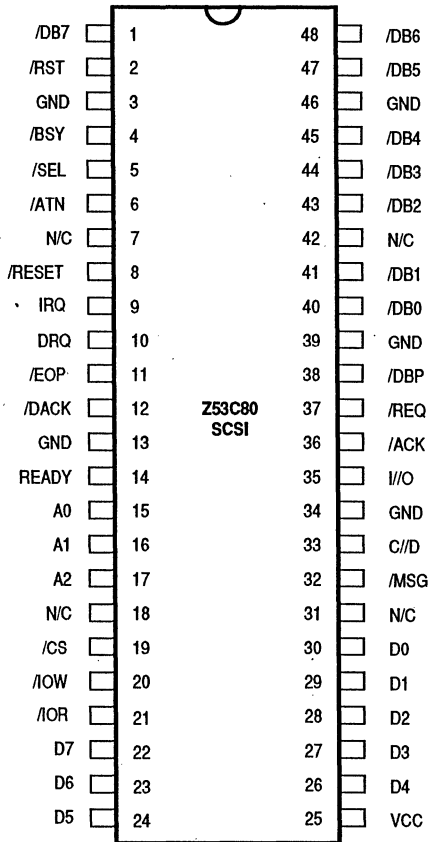 /DB7 1 48 /DB6
/RST 2 47 /DB5
GND 3 46 GND
/BSY 4 45 /DB4
/SEL 5 44 /DB3
/ATN 6 43 /DB2
N/C 7 42 N/C
/RESET 8 41 /DB1
IRQ 9 40 /DB0
DRQ 10 39 GND
/EOP 11 38 /DBP
/DACK 12 Z53C80 37 /REQ
SCSI
GND 13 36 /ACK
READY 14 35 I//O
A0 15 34 GND
A1 16 33 C//D
A2 17 32 /MSG
N/C 18 31 N/C
/CS 19 30 D0
/IOW 20 29 D1
/IOR 21 28 D2
D7 22 27 D3
D6 23 26 D4
D5 24 25 VCC